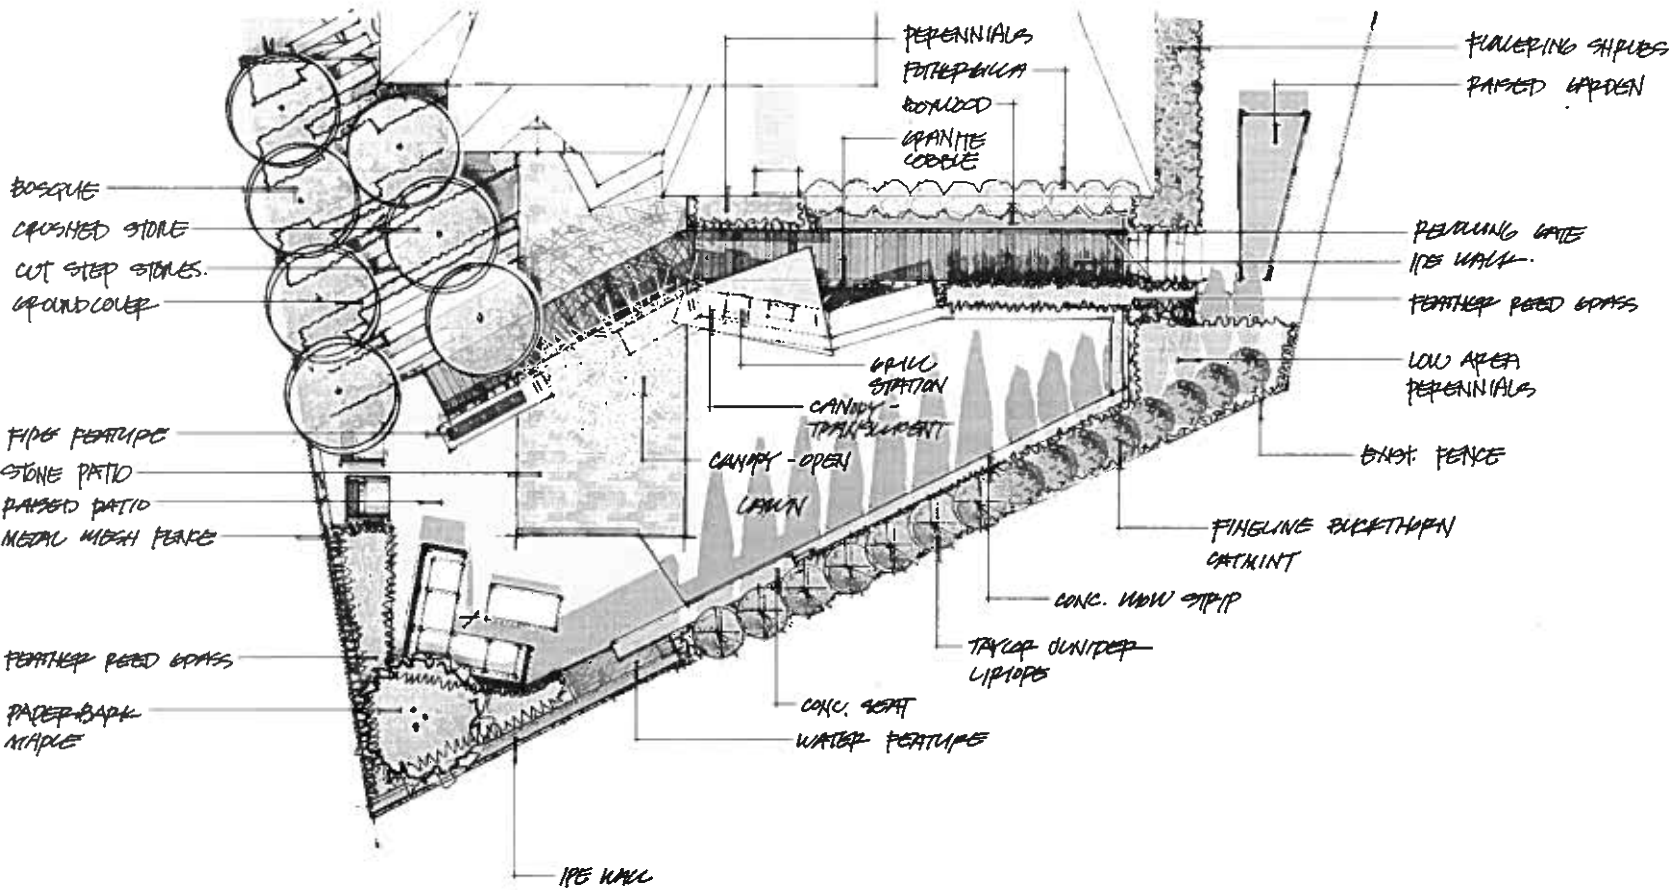 PERENNIALS
FOTHERGILLA
BOXWOOD
GRANITE
COBBLE
FLOWERING SHRUBS
RAISED GARDEN
BOSQUE
CRUSHED STONE
CUT STEP STONES.
GROUNDCOVER
REVOLVING GATE
IPE WALK.
FEATHER REED GRASS
LOW AREA
PERENNIALS
GRILL
STATION
CANOPY -
TRANSLUCENT
CANOPY - OPEN
LAWN
FIRE FEATURE
STONE PATIO
RAISED PATIO
METAL MESH FENCE
EXIST. FENCE
FINELINE BUCKTHORN
CATMINT
CONC. MOW STRIP
TAYLOR JUNIPER
LIRIOPE
FEATHER REED GRASS
PAPERBARK
MAPLE
CONC. SEAT
WATER FEATURE
IPE WALL